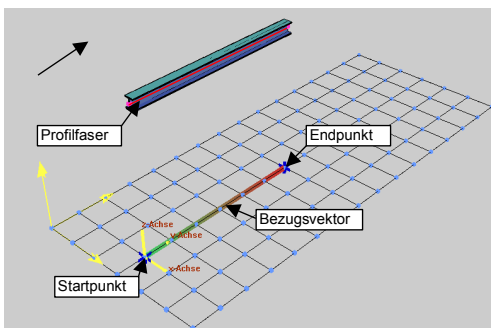 Profilfaser
Endpunkt
Bezugsvektor
z-Achse
y-Achse
x-Achse
Startpunkt